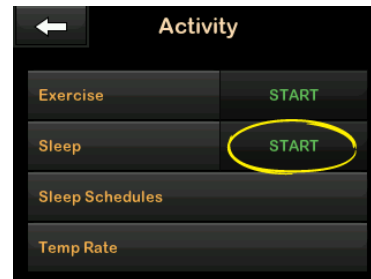 Activity
Exercise START
Sleep START
Sleep Schedules
Temp Rate